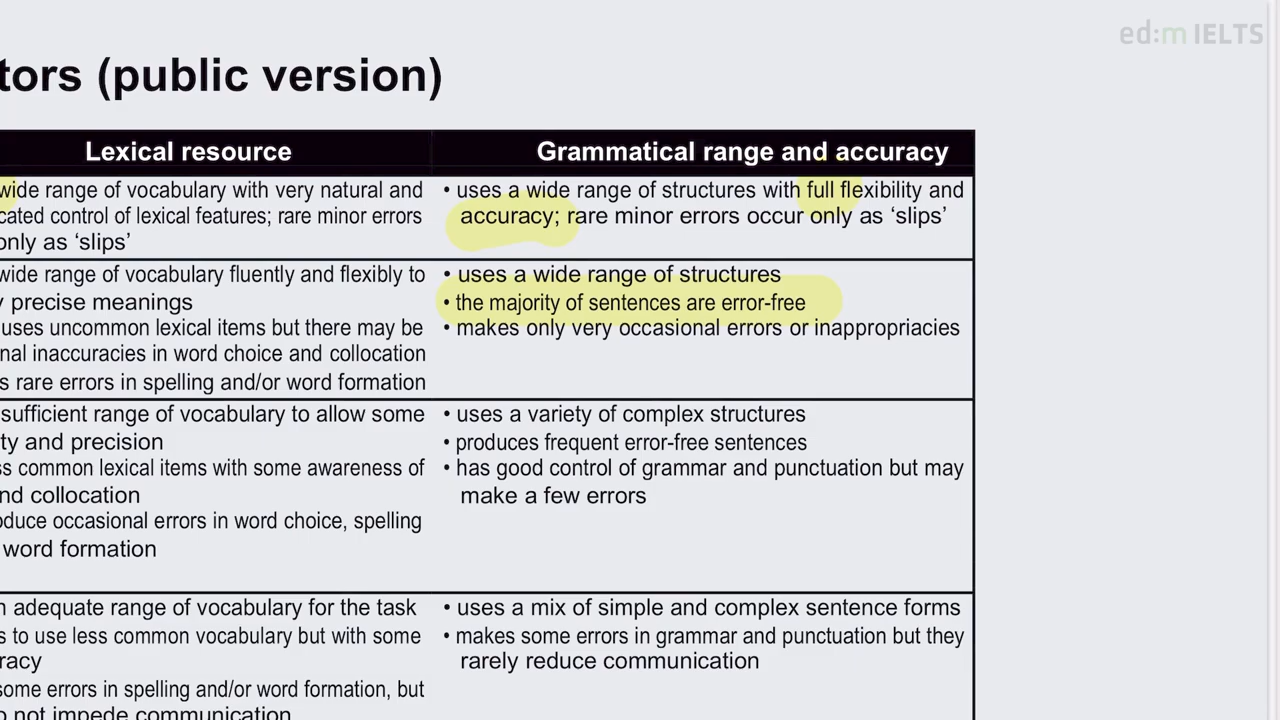 ed:m IELTS
tors (public version)
Lexical resource
Grammatical range and accuracy
wide range of vocabulary with very natural and
cated control of lexical features; rare minor errors
only as ‘slips’
• uses a wide range of structures with full flexibility and
accuracy; rare minor errors occur only as ‘slips’
wide range of vocabulary fluently and flexibly to
y precise meanings
uses uncommon lexical items but there may be
nal inaccuracies in word choice and collocation
s rare errors in spelling and/or word formation
• uses a wide range of structures
• the majority of sentences are error-free
• makes only very occasional errors or inappropriacies
sufficient range of vocabulary to allow some
ty and precision
ss common lexical items with some awareness of
nd collocation
oduce occasional errors in word choice, spelling
word formation
• uses a variety of complex structures
• produces frequent error-free sentences
• has good control of grammar and punctuation but may
make a few errors
n adequate range of vocabulary for the task
s to use less common vocabulary but with some
racy
some errors in spelling and/or word formation, but
o not impede communication
• uses a mix of simple and complex sentence forms
• makes some errors in grammar and punctuation but they
rarely reduce communication